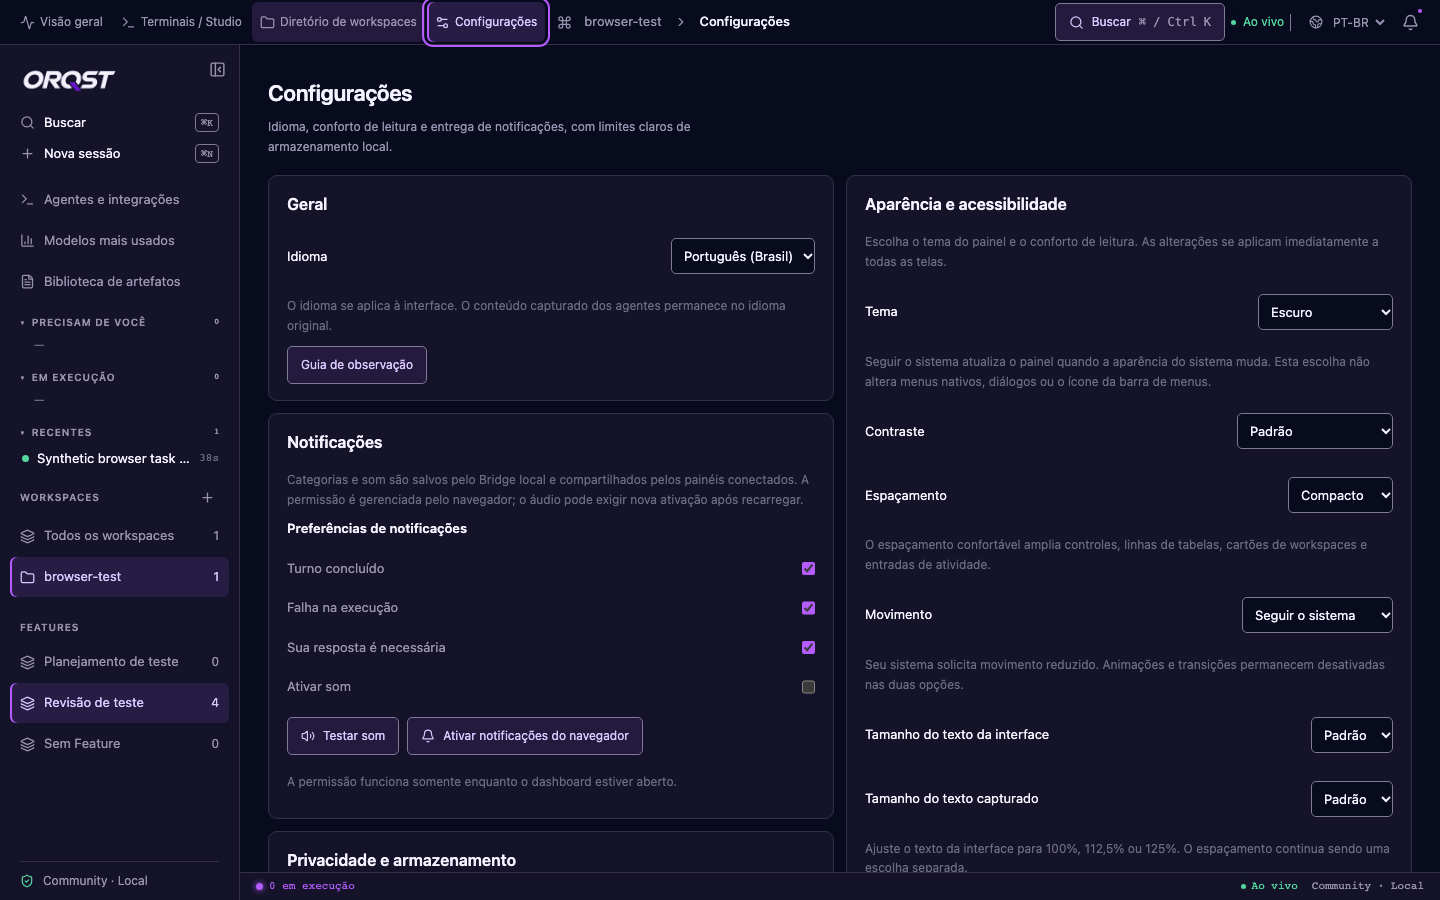 Visão geral
Terminais / Studio
Diretório de workspaces
Configurações
browser-test
Configurações
Buscar ⌘ / Ctrl K
Ao vivo
PT-BR
ORQST
Buscar ⌘K
Nova sessão ⌘N
Agentes e integrações
Modelos mais usados
Biblioteca de artefatos
PRECISAM DE VOCÊ 0
—
EM EXECUÇÃO 0
—
RECENTES 1
Synthetic browser task ... 38s
WORKSPACES
Todos os workspaces 1
browser-test 1
FEATURES
Planejamento de teste 0
Revisão de teste 4
Sem Feature 0
Community · Local
Configurações
Idioma, conforto de leitura e entrega de notificações, com limites claros de
armazenamento local.
Geral
Idioma
Português (Brasil)
O idioma se aplica à interface. O conteúdo capturado dos agentes permanece no idioma
original.
Guia de observação
Notificações
Categorias e som são salvos pelo Bridge local e compartilhados pelos painéis conectados. A
permissão é gerenciada pelo navegador; o áudio pode exigir nova ativação após recarregar.
Preferências de notificações
Turno concluído
Falha na execução
Sua resposta é necessária
Ativar som
Testar som
Ativar notificações do navegador
A permissão funciona somente enquanto o dashboard estiver aberto.
Privacidade e armazenamento
Aparência e acessibilidade
Escolha o tema do painel e o conforto de leitura. As alterações se aplicam imediatamente a
todas as telas.
Tema
Escuro
Seguir o sistema atualiza o painel quando a aparência do sistema muda. Esta escolha não
altera menus nativos, diálogos ou o ícone da barra de menus.
Contraste
Padrão
Espaçamento
Compacto
O espaçamento confortável amplia controles, linhas de tabelas, cartões de workspaces e
entradas de atividade.
Movimento
Seguir o sistema
Seu sistema solicita movimento reduzido. Animações e transições permanecem desativadas
nas duas opções.
Tamanho do texto da interface
Padrão
Tamanho do texto capturado
Padrão
Ajuste o texto da interface para 100%, 112,5% ou 125%. O espaçamento continua sendo uma
escolha separada.
0 em execução
Ao vivo
Community · Local